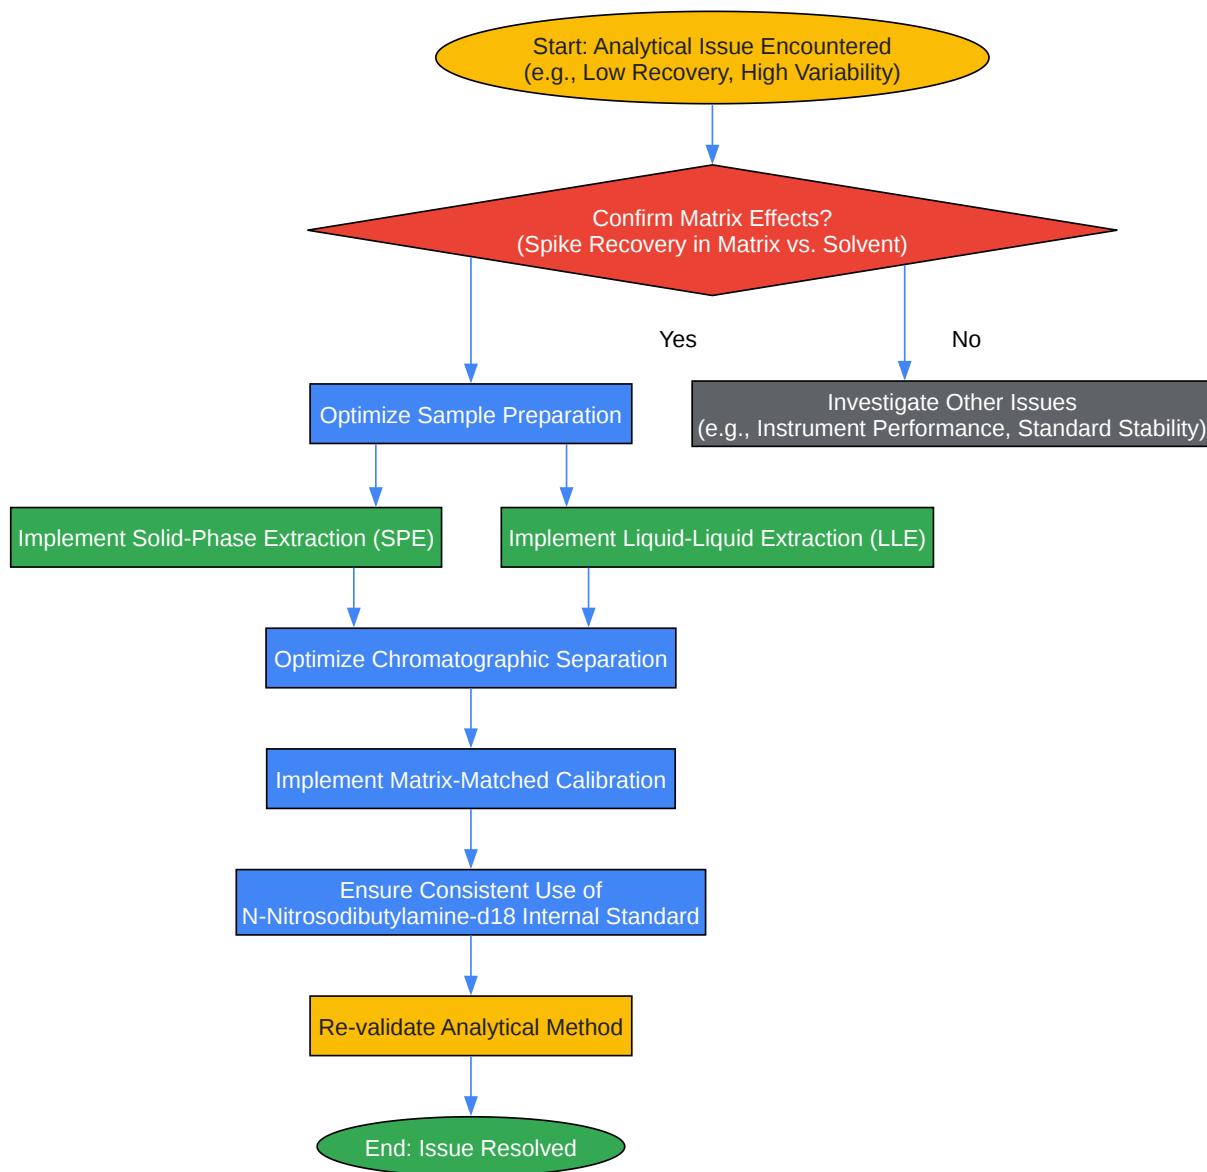 Start: Analytical Issue Encountered
(e.g., Low Recovery, High Variability)
Confirm Matrix Effects?
(Spike Recovery in Matrix vs. Solvent)
Yes
No
Optimize Sample Preparation
Investigate Other Issues
(e.g., Instrument Performance, Standard Stability)
Implement Solid-Phase Extraction (SPE)
Implement Liquid-Liquid Extraction (LLE)
Optimize Chromatographic Separation
Implement Matrix-Matched Calibration
Ensure Consistent Use of
N-Nitrosodibutylamine-d18 Internal Standard
Re-validate Analytical Method
End: Issue Resolved